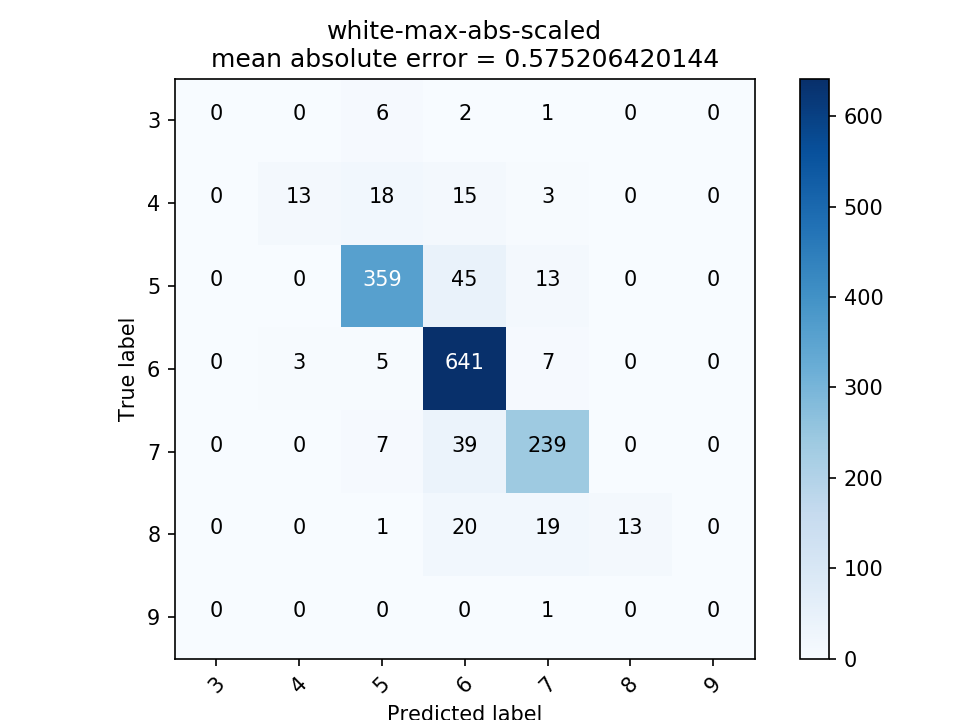 white-max-abs-scaled
mean absolute error = 0.575206420144
3 0 0 6 2 1 0 0
4 0 13 18 15 3 0 0
5 0 0 359 45 13 0 0
6 0 3 5 641 7 0 0
7 0 0 7 39 239 0 0
8 0 0 1 20 19 13 0
9 0 0 0 0 1 0 0
True label
3 4 5 6 7 8 9
Predicted label
600
500
400
300
200
100
0